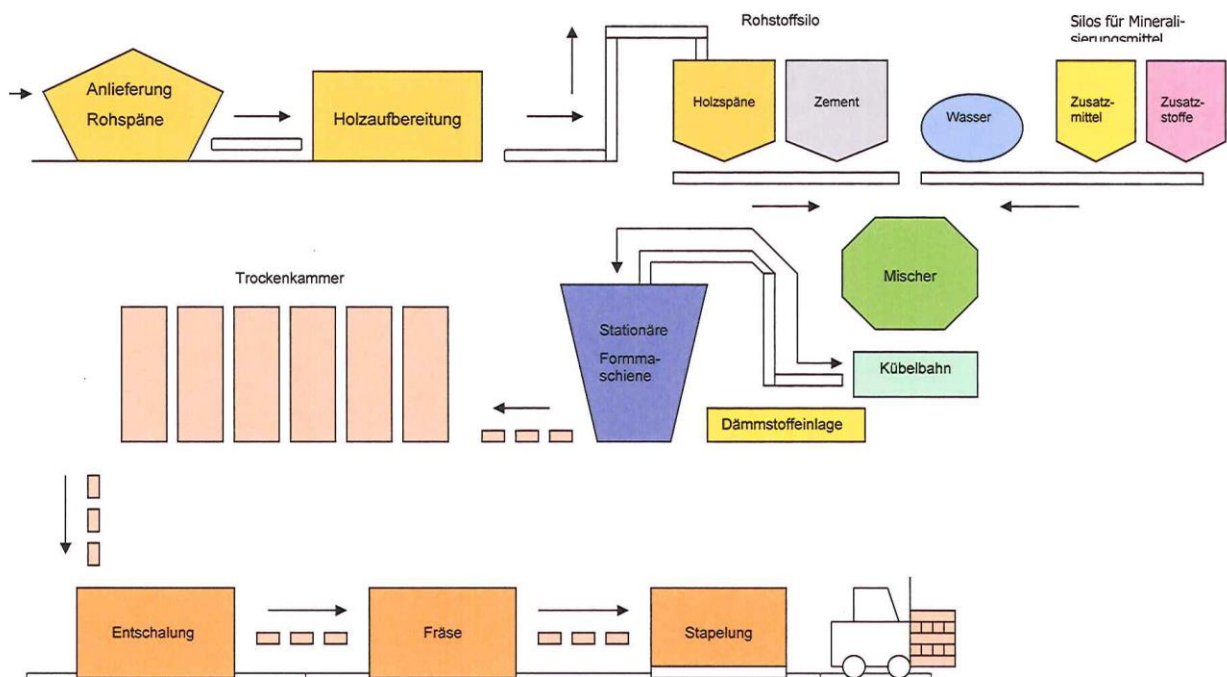 Rohstoffsilo
Silos für Minerali-
sierungsmittel
Anlieferung
Rohspäne
Holzaufbereitung
Holzspäne
Zement
Wasser
Zusatz-
mittel
Zusatz-
stoffe
Mischer
Trockenkammer
Stationäre
Formma-
schiene
Kübelbahn
Dämmstoffeinlage
Entschalung
Fräse
Stapelung